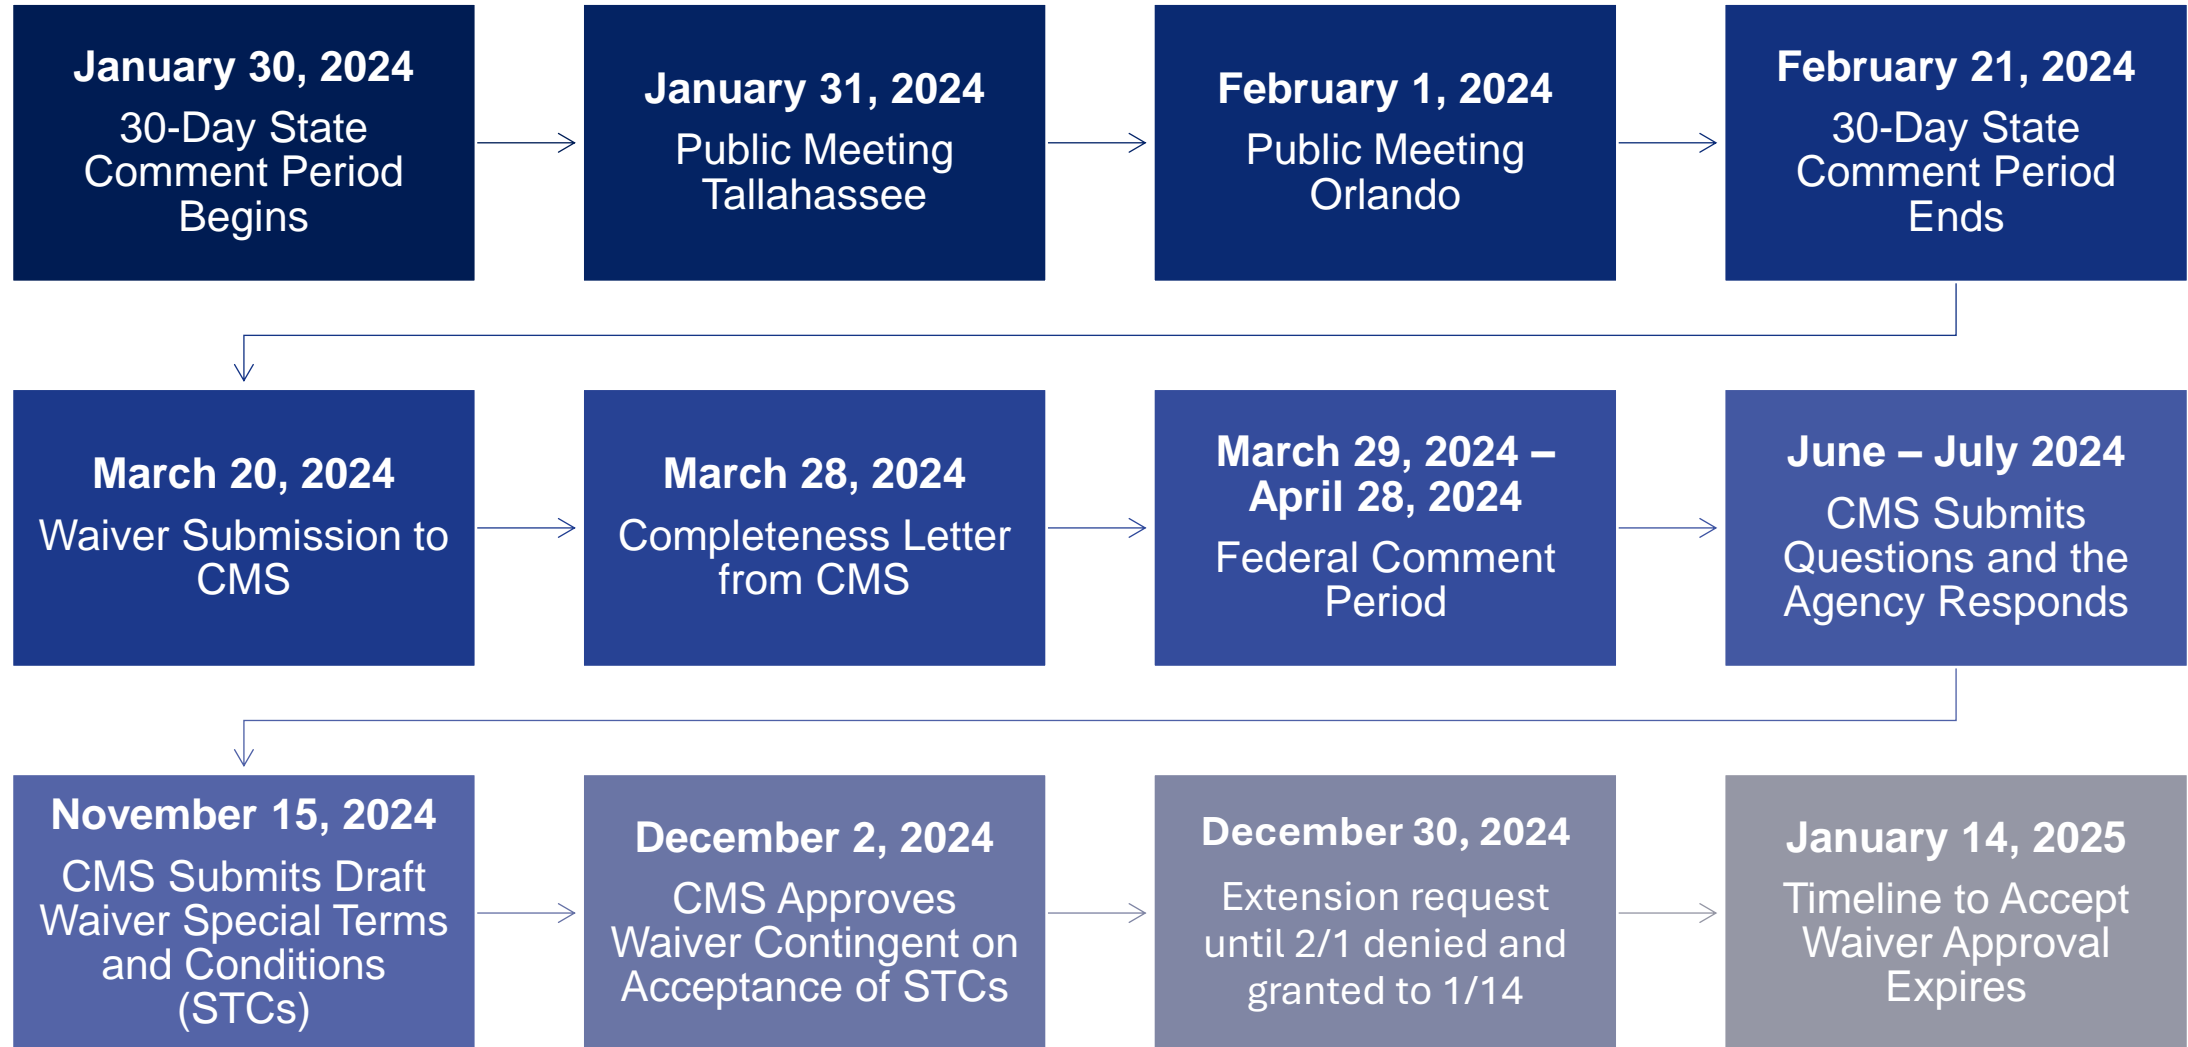 January 30, 2024
30-Day State
Comment Period
Begins
January 31, 2024
Public Meeting
Tallahassee
February 1, 2024
Public Meeting
Orlando
February 21, 2024
30-Day State
Comment Period
Ends
March 20, 2024
Waiver Submission to
CMS
March 28, 2024
Completeness Letter
from CMS
March 29, 2024 –
April 28, 2024
Federal Comment
Period
June – July 2024
CMS Submits
Questions and the
Agency Responds
November 15, 2024
CMS Submits Draft
Waiver Special Terms
and Conditions
(STCs)
December 2, 2024
CMS Approves
Waiver Contingent on
Acceptance of STCs
December 30, 2024
Extension request
until 2/1 denied and
granted to 1/14
January 14, 2025
Timeline to Accept
Waiver Approval
Expires